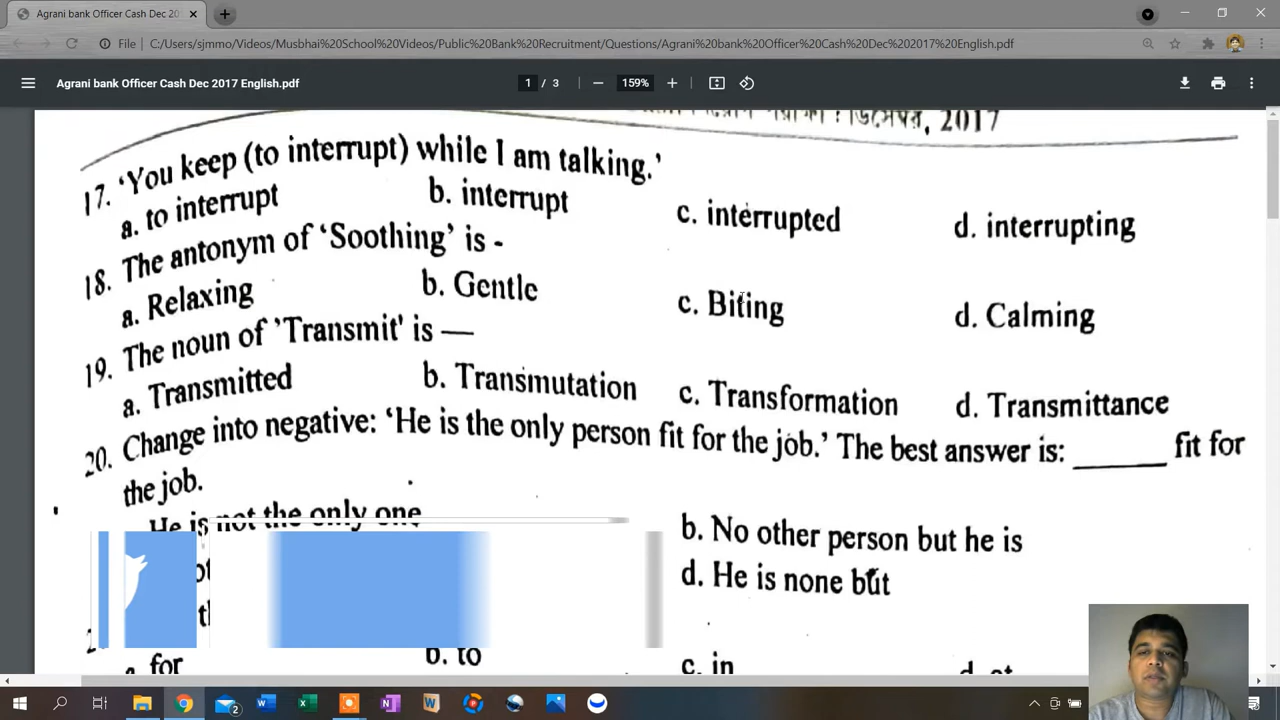 Agrani bank Officer Cash Dec 20
File C:/Users/sjmmo/Videos/Musbhai%20School%20Videos/Public%20Bank%20Recruitment/Questions/Agrani%20bank%20Officer%20Cash%20Dec%202017%20English.pdf
Agrani bank Officer Cash Dec 2017 English.pdf
1 / 3
159%
ডিসেম্বর, 2017
17. ‘You keep (to interrupt) while I am talking.’
a. to interrupt b. interrupt c. interrupted d. interrupting
18. The antonym of ‘Soothing’ is -
a. Relaxing b. Gentle c. Biting d. Calming
19. The noun of 'Transmit' is —
a. Transmitted b. Transmutation c. Transformation d. Transmittance
20. Change into negative: ‘He is the only person fit for the job.’ The best answer is: ______ fit for
the job.
He is not the only one
b. No other person but he is
d. He is none but
for b. to c. in
2